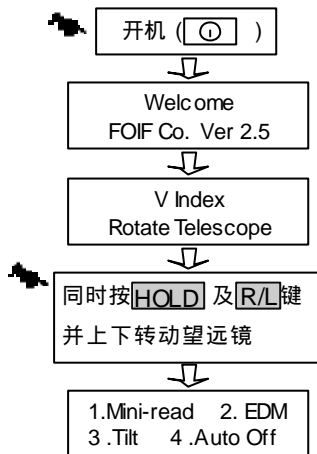 开机 ( )
Welcome
FOIF Co. Ver 2.5
V Index
Rotate Telescope
同时按HOLD 及R/L键
并上下转动望远镜
1.Mini-read 2. EDM
3 .Tilt 4 .Auto Off